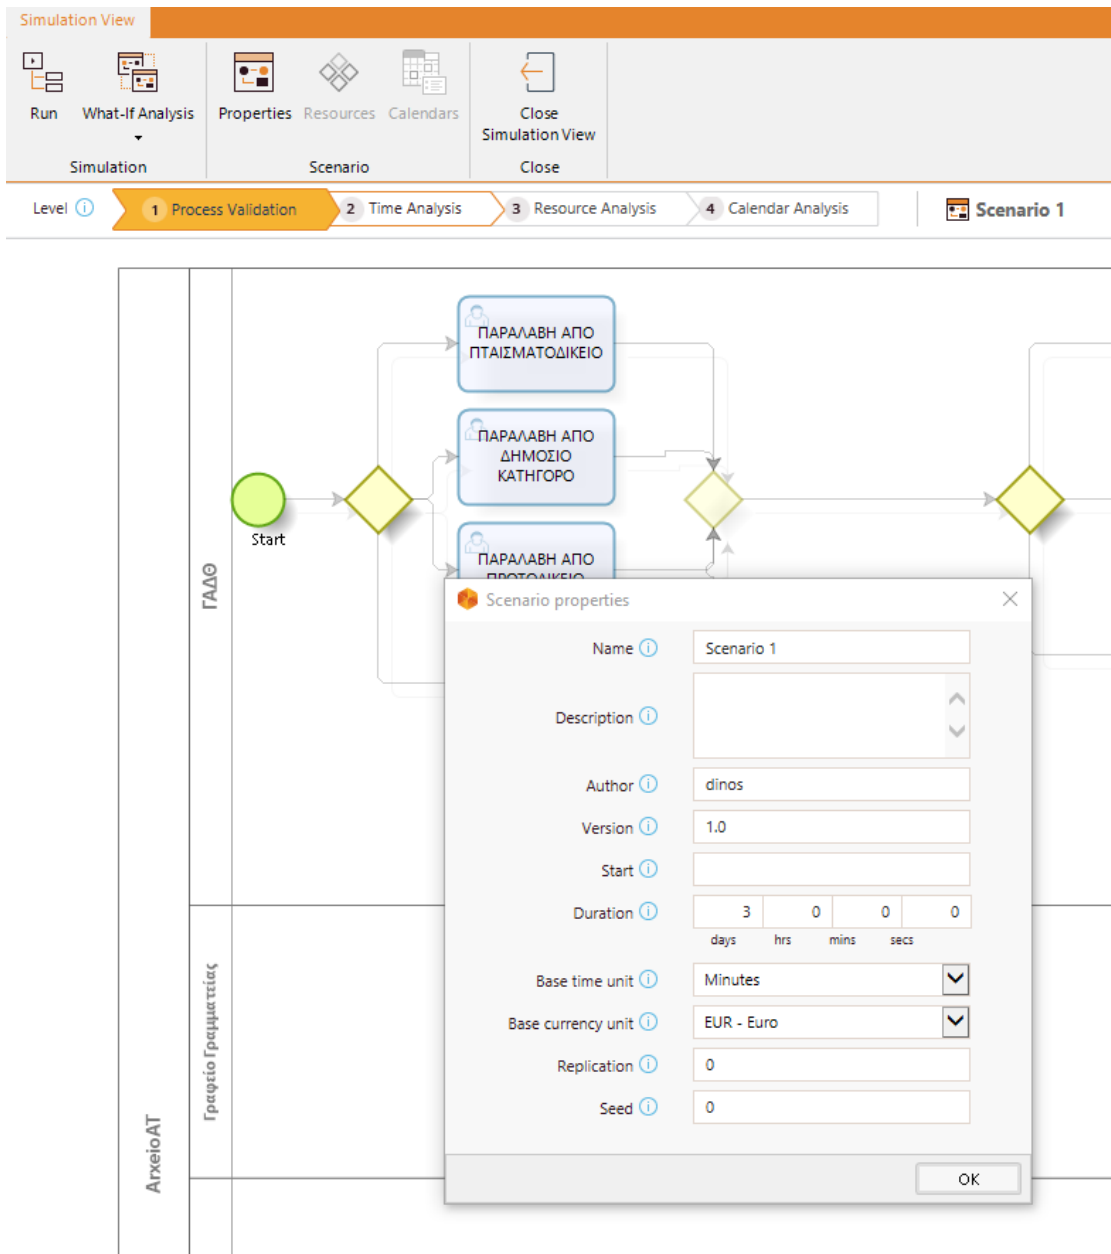 Simulation View
Run
What-If Analysis
Properties
Resources
Calendars
Close
Simulation View
Simulation
Scenario
Close
Level
1 Process Validation
2 Time Analysis
3 Resource Analysis
4 Calendar Analysis
Scenario 1
ΠΑΡΑΛΑΒΗ ΑΠΟ
ΠΤΑΙΣΜΑΤΟΔΙΚΕΙΟ
ΠΑΡΑΛΑΒΗ ΑΠΟ
ΔΗΜΟΣΙΟ
ΚΑΤΗΓΟΡΟ
Start
ΠΑΡΑΛΑΒΗ ΑΠΟ
ΠΡΩΤΟΔΙΚΕΙΟ
ΓΑΔΘ
Γραφείο Γραμματείας
ArxeioAT
Scenario properties
Name
Scenario 1
Description
Author
dinos
Version
1.0
Start
Duration
3 0 0 0
days hrs mins secs
Base time unit
Minutes
Base currency unit
EUR - Euro
Replication
0
Seed
0
OK